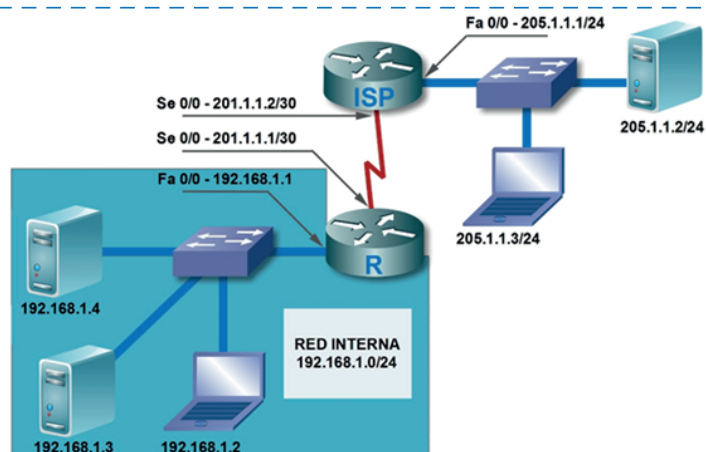 Fa 0/0 - 205.1.1.1/24
ISP
Se 0/0 - 201.1.1.2/30
205.1.1.2/24
Se 0/0 - 201.1.1.1/30
Fa 0/0 - 192.168.1.1
205.1.1.3/24
R
192.168.1.4
RED INTERNA
192.168.1.0/24
192.168.1.3
192.168.1.2